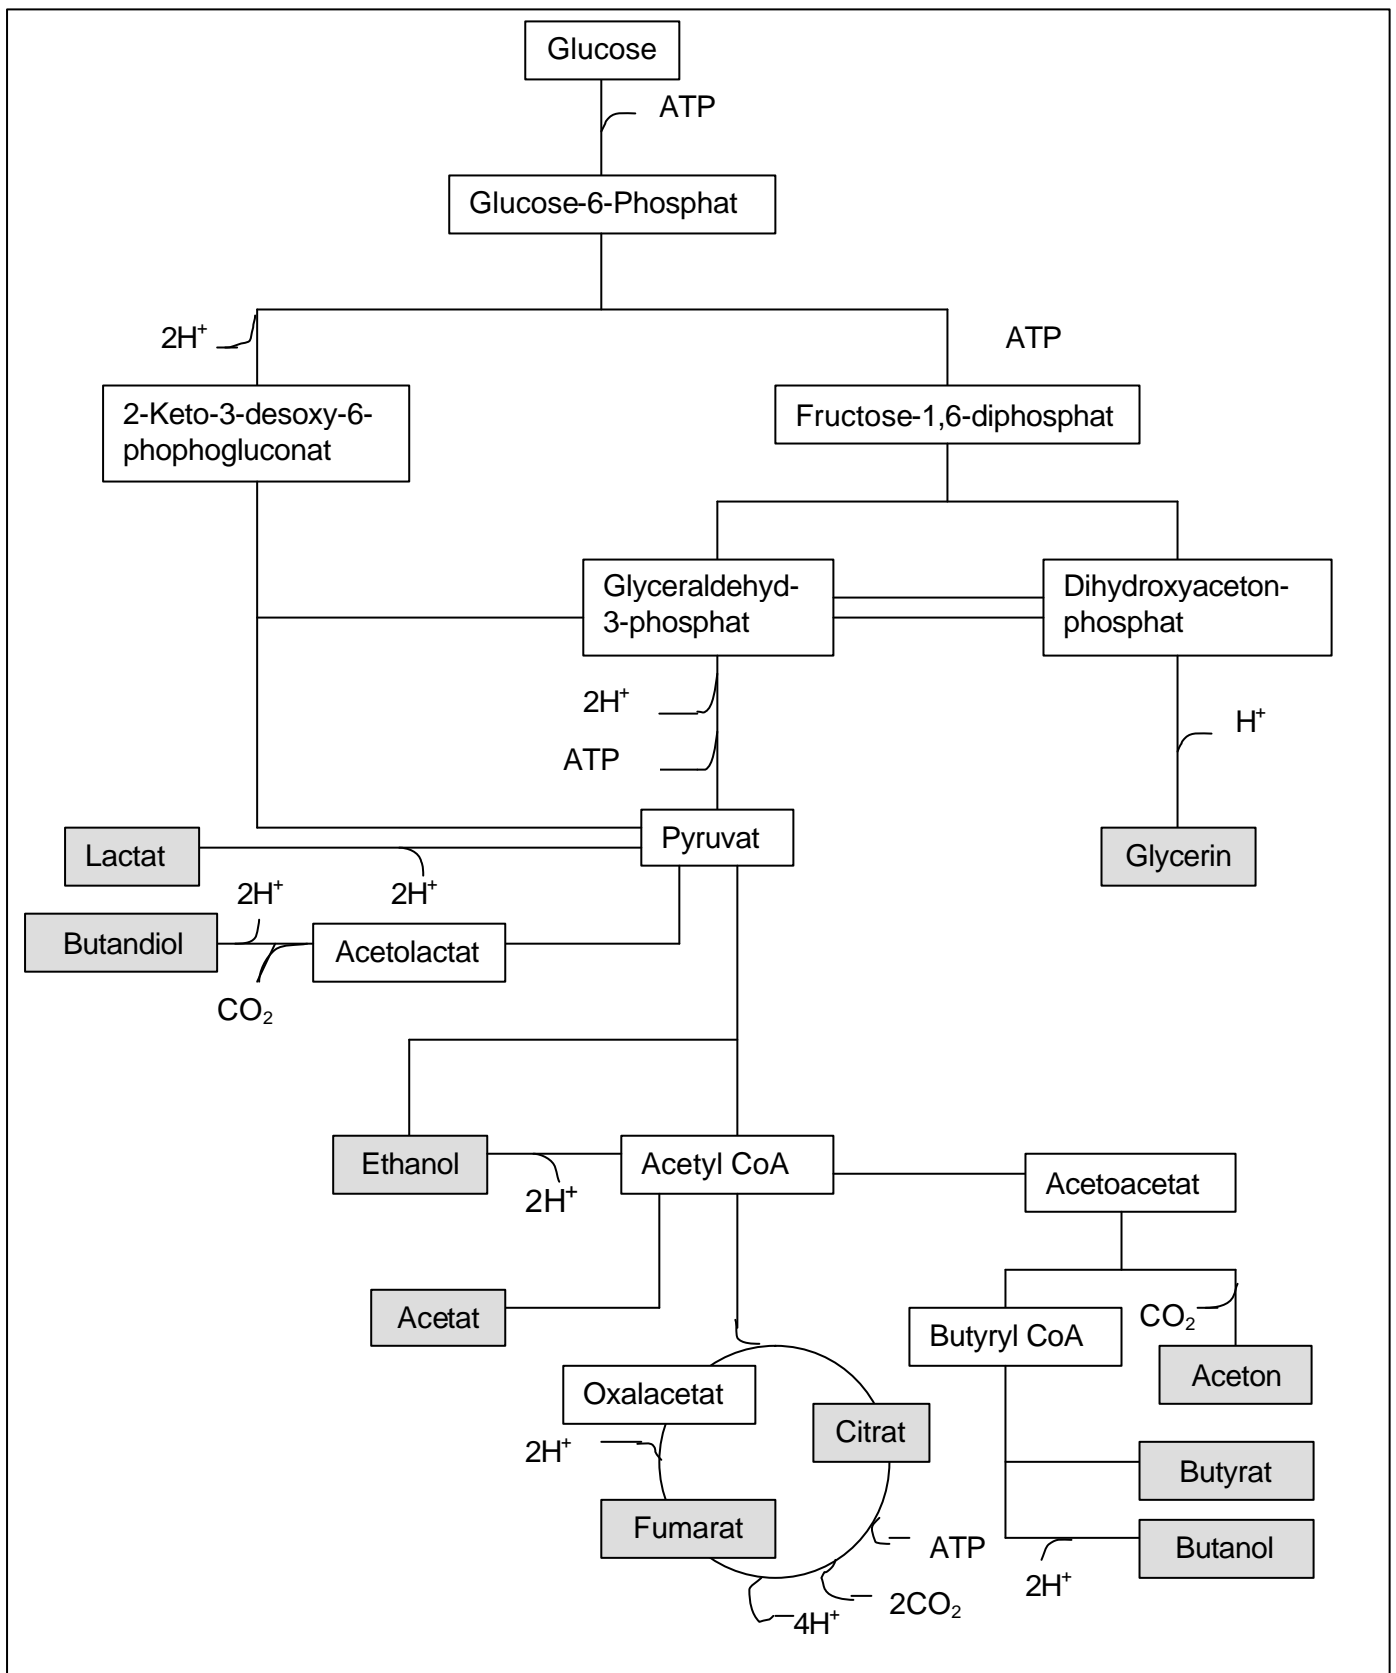 Glucose
ATP
Glucose-6-Phosphat
2H⁺
ATP
2-Keto-3-desoxy-6-
phophogluconat
Fructose-1,6-diphosphat
Glyceraldehyd-
3-phosphat
Dihydroxyaceton-
phosphat
2H⁺
H⁺
ATP
Pyruvat
Lactat
Glycerin
2H⁺
2H⁺
Butandiol
Acetolactat
CO₂
Ethanol
Acetyl CoA
Acetoacetat
2H⁺
Acetat
CO₂
Butyryl CoA
Aceton
Oxalacetat
Citrat
2H⁺
Butyrat
Fumarat
ATP
Butanol
2H⁺
2CO₂
4H⁺